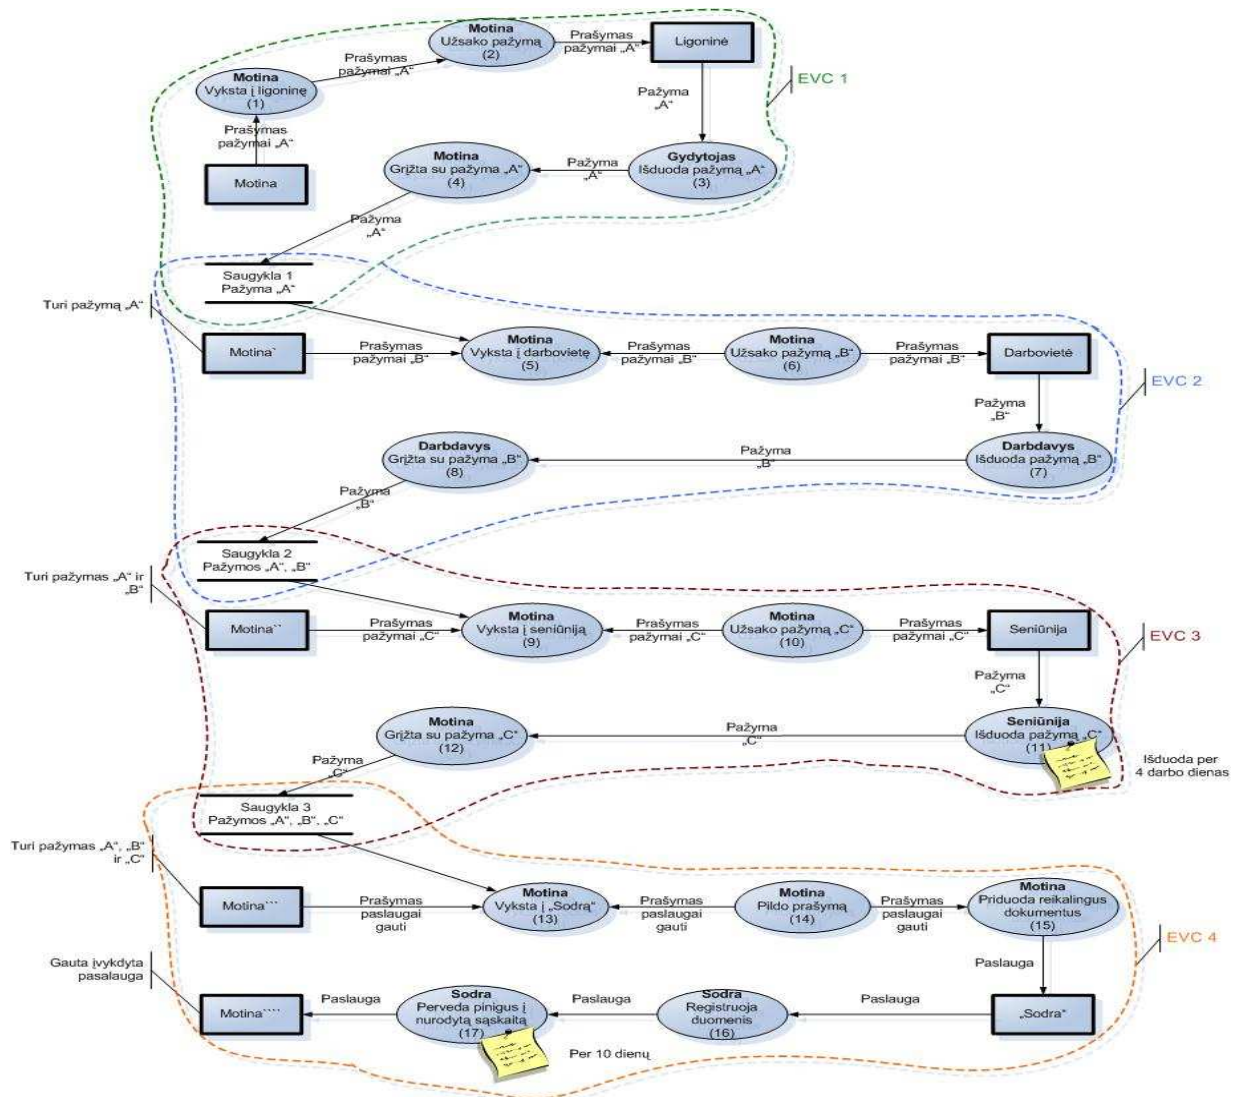 Motina
Užsako pažymą
(2)
Prašymas
pažymai „A“
Ligoninė
EVC 1
Prašymas
pažymai „A“
Motina
Vyksta į ligoninę
(1)
Pažyma
„A“
Prašymas
pažymai „A“
Motina
Motina
Grįžta su pažyma „A“
(4)
Pažyma
„A“
Gydytojas
Išduoda pažymą „A“
(3)
Pažyma
„A“
Saugykla 1
Pažyma „A“
Turi pažymą „A“
Motina`
Prašymas
pažymai „B“
Motina
Vyksta į darbovietę
(5)
Prašymas
pažymai „B“
Motina
Užsako pažymą „B“
(6)
Prašymas
pažymai „B“
Darbovietė
EVC 2
Pažyma
„B“
Darbdavys
Grįžta su pažyma „B“
(8)
Pažyma
„B“
Darbdavys
Išduoda pažymą „B“
(7)
Pažyma
„B“
Saugykla 2
Pažymos „A“, „B“
Turi pažymas „A“ ir
„B“
Motina``
Prašymas
pažymai „C“
Motina
Vyksta į seniūniją
(9)
Prašymas
pažymai „C“
Motina
Užsako pažymą „C“
(10)
Prašymas
pažymai „C“
Seniūnija
EVC 3
Pažyma
„C“
Motina
Grįžta su pažyma „C“
(12)
Pažyma
„C“
Seniūnija
Išduoda pažymą „C“
(11)
Išduoda per
4 darbo dienas
Pažyma
„C“
Saugykla 3
Pažymos „A“, „B“, „C“
Turi pažymas „A“, „B“
ir „C“
Motina```
Prašymas
paslaugai
gauti
Motina
Vyksta į „Sodrą“
(13)
Prašymas
paslaugai
gauti
Motina
Pildo prašymą
(14)
Prašymas
paslaugai
gauti
Motina
Priduoda reikalingus
dokumentus
(15)
EVC 4
Paslauga
Gauta įvykdyta
pasalauga
Motina````
Paslauga
Sodra
Perveda pinigus į
nurodytą sąskaitą
(17)
Paslauga
Sodra
Registruoja
duomenis
(16)
Paslauga
„Sodra“
Per 10 dienų